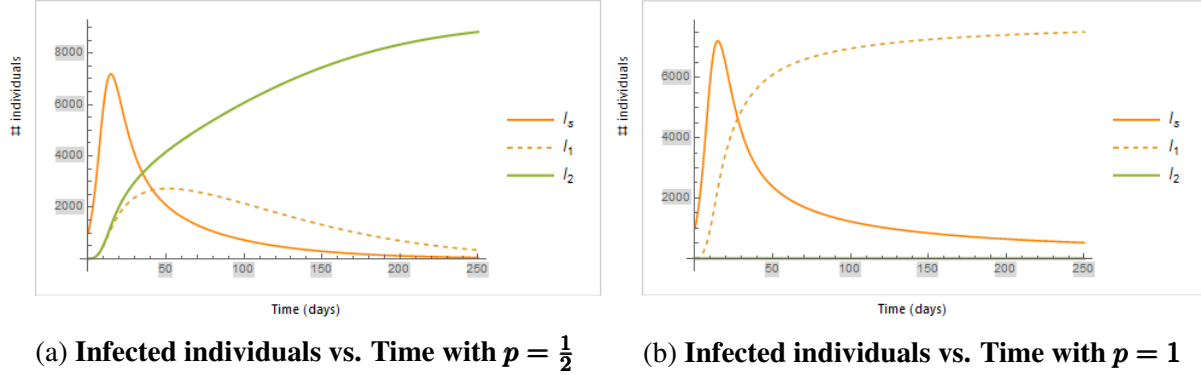 # individuals
8000
6000
4000
2000
50
100
150
200
250
Time (days)
I_s
I_1
I_2
# individuals
6000
4000
2000
50
100
150
200
250
Time (days)
I_s
I_1
I_2
(a) Infected individuals vs. Time with p = 1/2
(b) Infected individuals vs. Time with p = 1